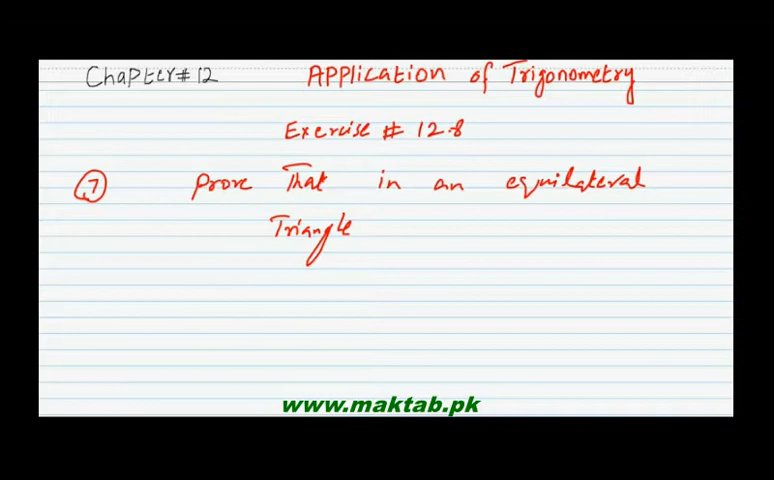 Chapter# 12 Application of Trigonometry
Exercise # 12.8
7 Prove That in an equilateral
Triangle
www.maktab.pk